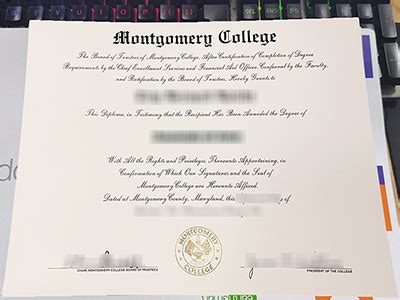 Montgomery College
The Board of Trustees of Montgomery College, After Certification of Completion of Degree
Requirements by the Chief Enrollment Services and Financial Aid Officer, Conferral by the Faculty,
and Ratification by the Board of Trustees, Hereby Grants to
This Diploma, in Testimony that the Recipient Has Been Awarded the Degree of
With All the Rights and Privileges Thereunto Appertaining, in
Confirmation of Which Our Signatures and the Seal of
Montgomery College are Hereunto Affixed.
Dated at Montgomery County, Maryland, this
of
MONTGOMERY
COLLEGE
CHAIR, MONTGOMERY COLLEGE BOARD OF TRUSTEES
PRESIDENT OF THE COLLEGE